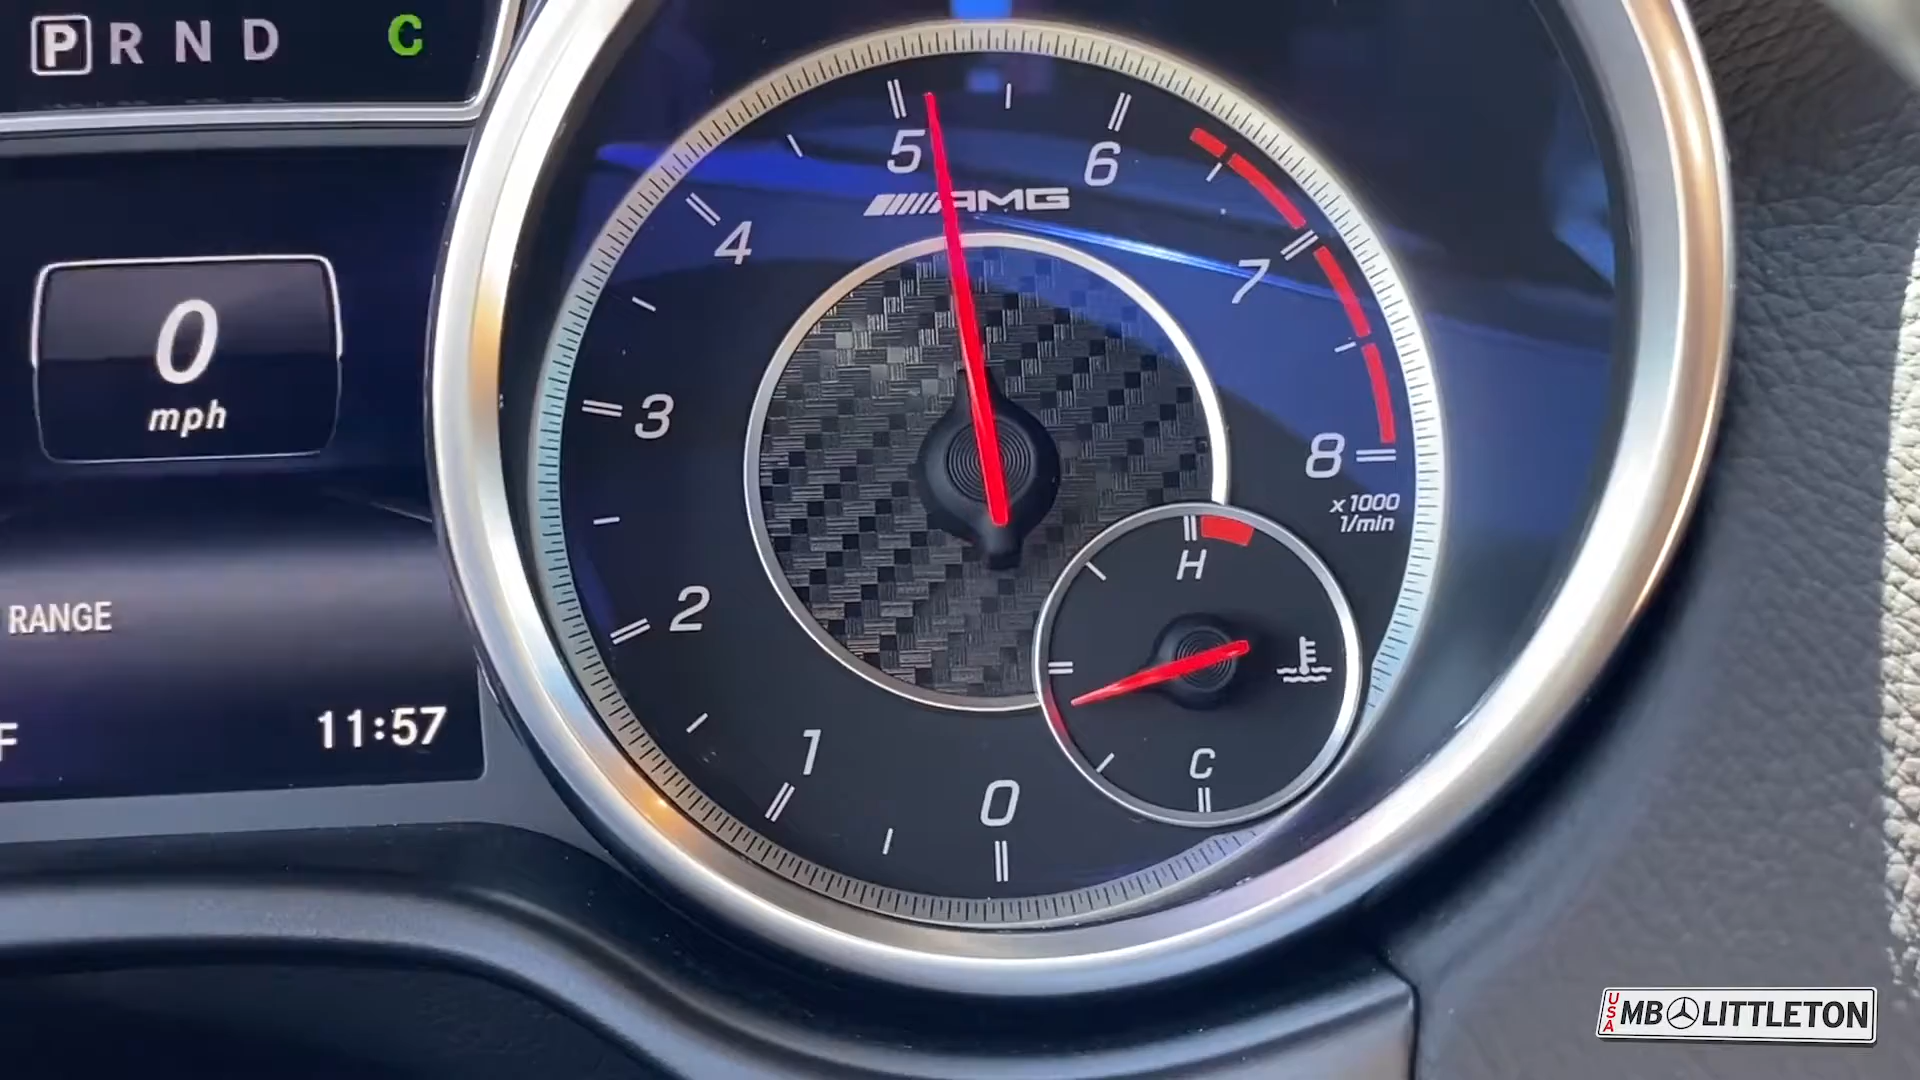 P R N D C
0
mph
RANGE
F
11:57
0
1
2
3
4
5
6
7
8
AMG
x1000
1/min
H
C
USA MB LITTLETON